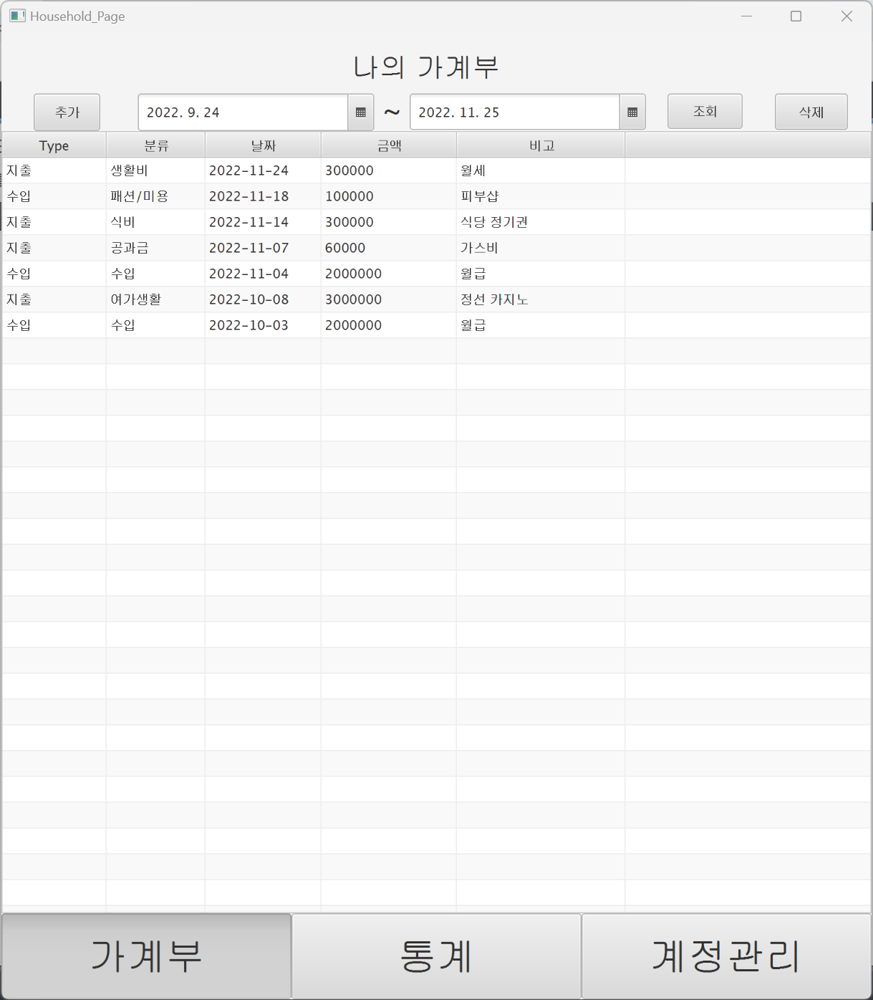 Household_Page
나의 가계부
추가 2022. 9. 24 ~ 2022. 11. 25 조회 삭제
Type 분류 날짜 금액 비고
지출 생활비 2022-11-24 300000 월세
수입 패션/미용 2022-11-18 100000 피부샵
지출 식비 2022-11-14 300000 식당 정기권
지출 공과금 2022-11-07 60000 가스비
수입 수입 2022-11-04 2000000 월급
지출 여가생활 2022-10-08 3000000 정선 카지노
수입 수입 2022-10-03 2000000 월급
가계부 통계 계정관리